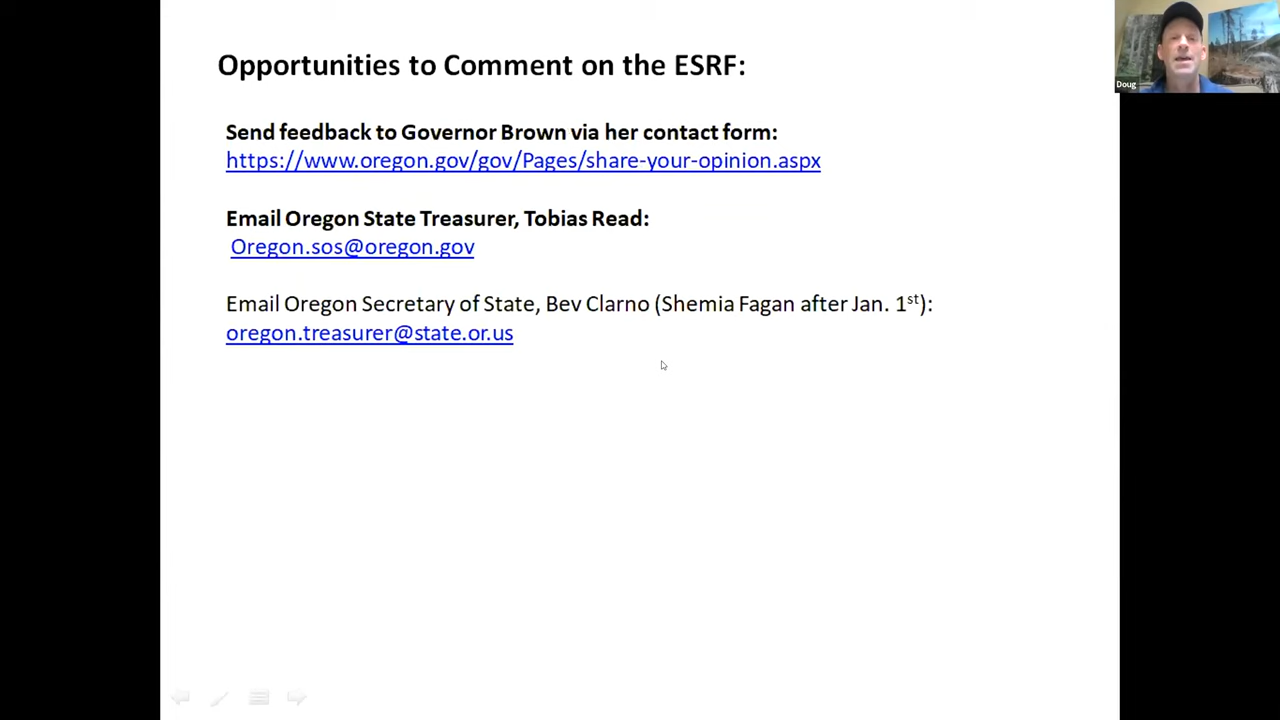 Opportunities to Comment on the ESRF:
Doug
Send feedback to Governor Brown via her contact form:
https://www.oregon.gov/gov/Pages/share-your-opinion.aspx
Email Oregon State Treasurer, Tobias Read:
Oregon.sos@oregon.gov
Email Oregon Secretary of State, Bev Clarno (Shemia Fagan after Jan. 1st):
oregon.treasurer@state.or.us